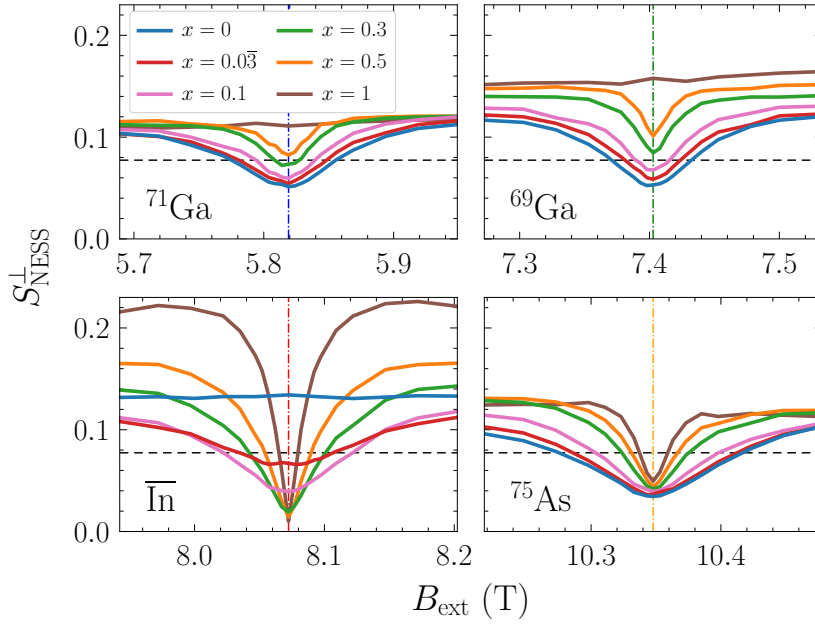 0.2
0.1
0.0
x = 0
x = 0.3
x = 0.03̅
x = 0.5
x = 0.1
x = 1
⁷¹Ga
⁶⁹Ga
5.7 5.8 5.9
7.3 7.4 7.5
S⊥NESS
0.2
0.1
0.0
I̅n̅
⁷⁵As
8.0 8.1 8.2
10.3 10.4
Bext (T)